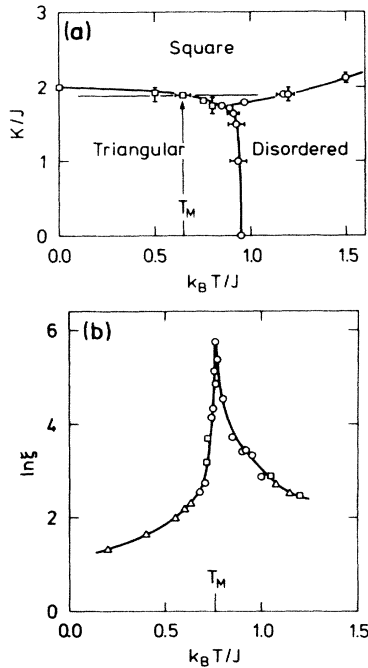 (a)
Square
K/J
3
2
1
0
Triangular
Disordered
T_M
0.0
0.5
1.0
1.5
k_B T/J
(b)
lnξ
6
4
2
0
T_M
0.0
0.5
1.0
1.5
k_B T/J